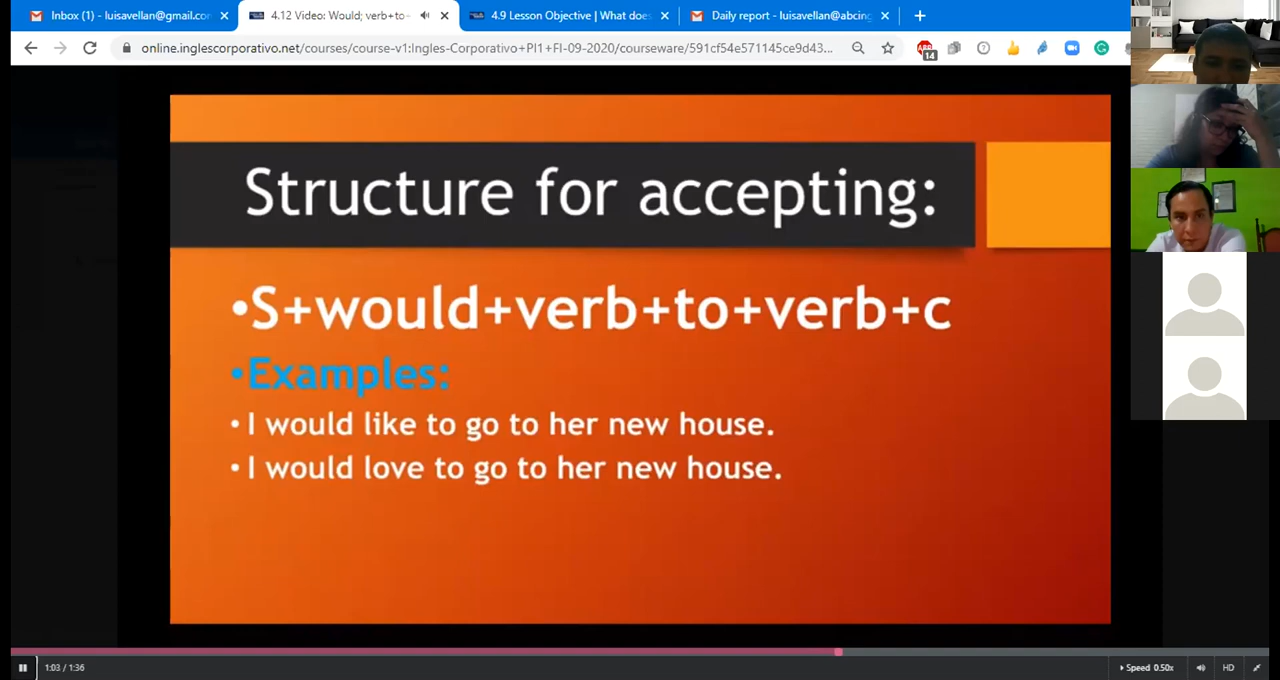 Inbox (1) - luisavellan@gmail.co
4.12 Video: Would; verb+to-
4.9 Lesson Objective | What does
Daily report - luisavellan@abcing
online.inglescorporativo.net/courses/course-v1:Ingles-Corporativo+PI1+FI-09-2020/courseware/591cf54e571145ce9d43...
14
Structure for accepting:
•S+would+verb+to+verb+c
•Examples:
•I would like to go to her new house.
•I would love to go to her new house.
1:03 / 1:36
Speed 0.50x
HD